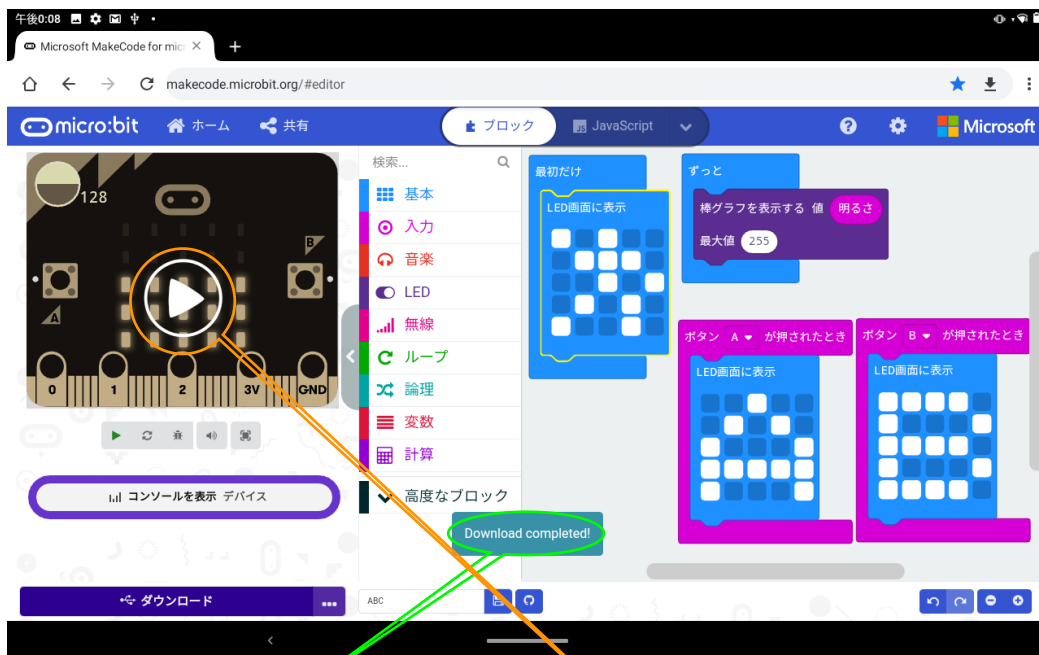 午後0:08
Microsoft MakeCode for mic
makecode.microbit.org/#editor
micro:bit
ホーム
共有
ブロック
JS JavaScript
?
Microsoft
128
B
A
0 1 2 3V GND
コンソールを表示 デバイス
ダウンロード
検索...
基本
入力
音楽
LED
無線
ループ
論理
変数
計算
高度なブロック
最初だけ
LED画面に表示
ずっと
棒グラフを表示する 値 明るさ
最大値 255
ボタン A が押されたとき
LED画面に表示
ボタン B が押されたとき
LED画面に表示
Download completed!
ABC